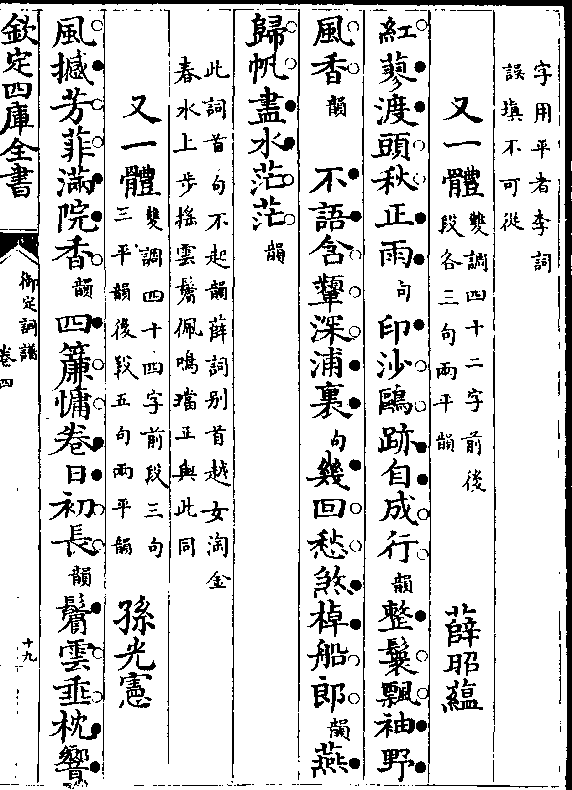 字用平者李詞
誤填不可從
又一體 雙調四十二字前後
段各三句兩平韻 薛昭蘊
紅蓼渡頭秋正雨句印沙鷗跡自成行韻整鬟飄袖野
風香韻 不語含顰深浦裏句幾回愁煞棹船郎韻燕
歸帆盡水茫茫韻
此詞首句不起韻薛詞别首越女淘金
春水上步搖雲鬢佩鳴璫正與此同
又一體 雙調四十四字前段三句
三平韻後段五句兩平韻 孫光憲
風撼芳菲滿院香韻四簾慵卷日初長韻鬢雲垂枕響
欽定四庫全書
御定詞譜
卷四
十九